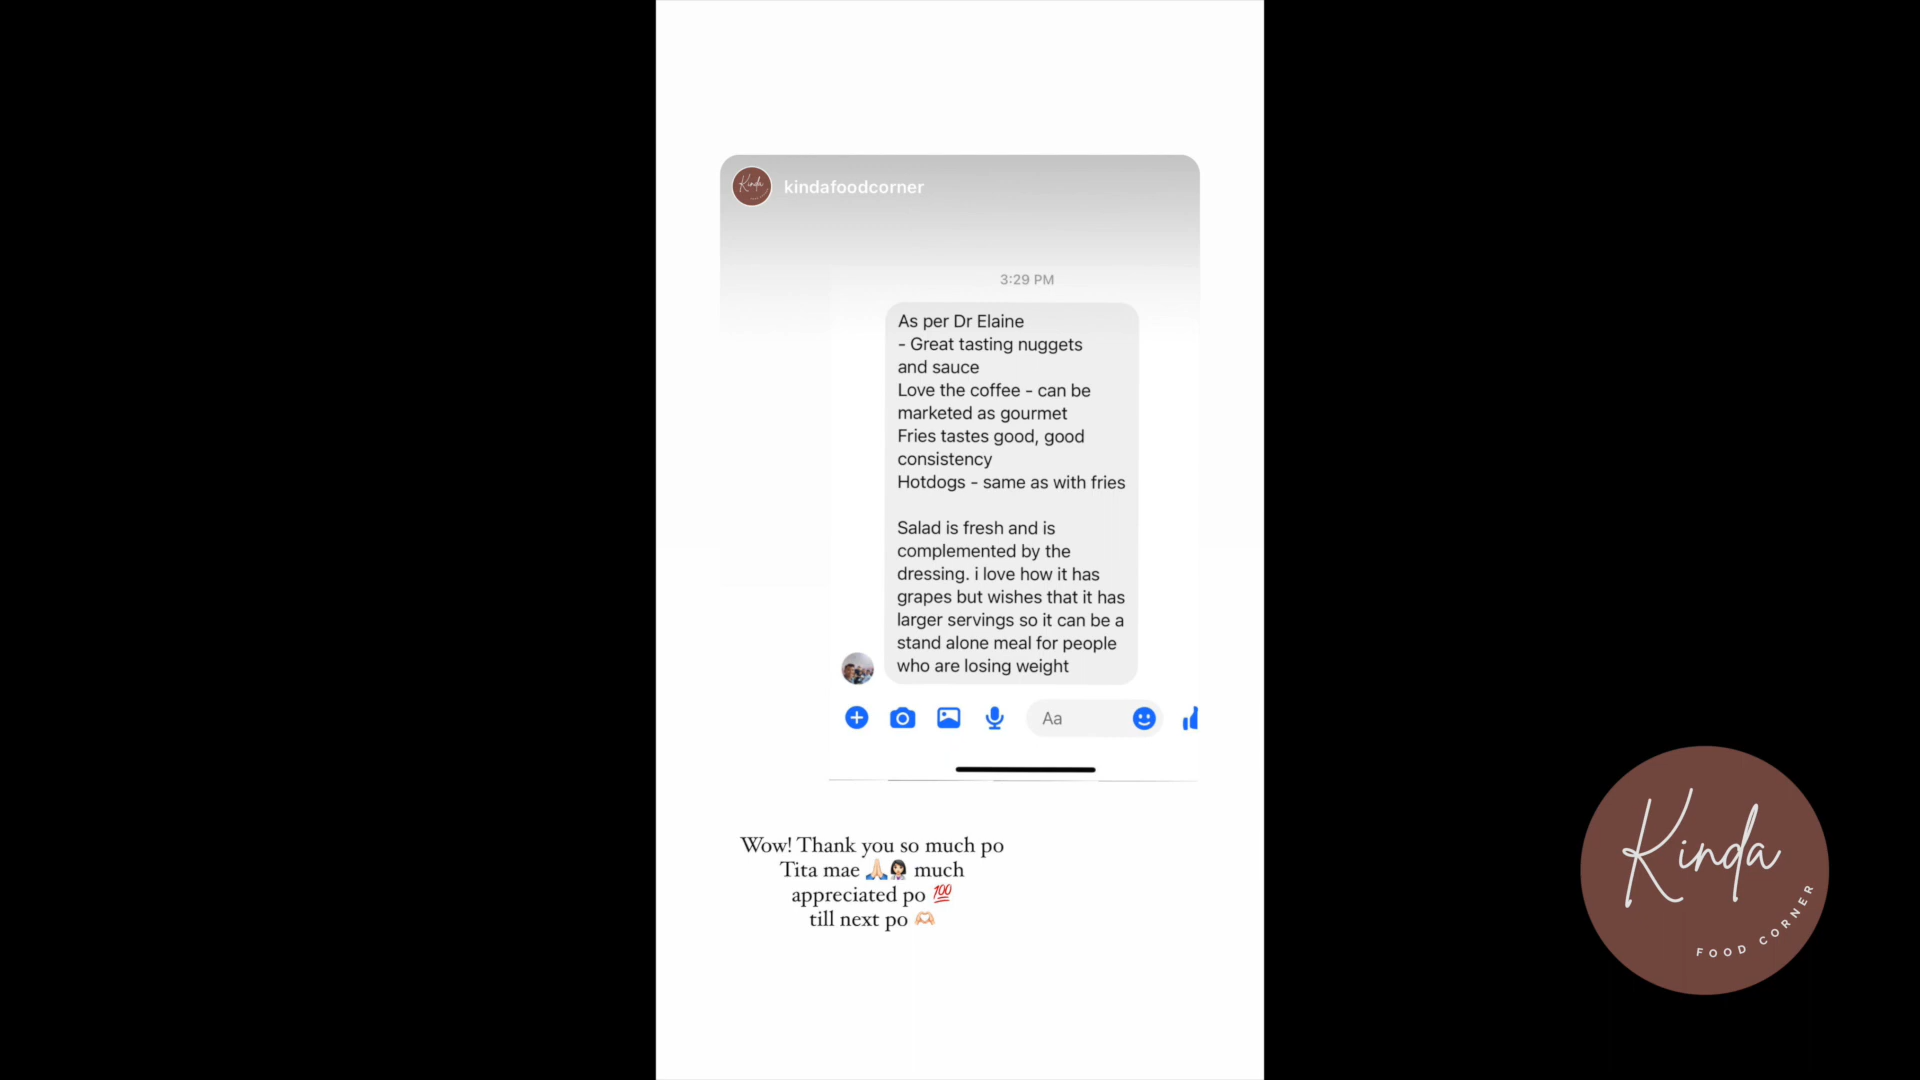 Kinda
kindafoodcorner
3:29 PM
As per Dr Elaine
- Great tasting nuggets
and sauce
Love the coffee - can be
marketed as gourmet
Fries tastes good, good
consistency
Hotdogs - same as with fries
Salad is fresh and is
complemented by the
dressing. i love how it has
grapes but wishes that it has
larger servings so it can be a
stand alone meal for people
who are losing weight
Aa
Wow! Thank you so much po
Tita mae 🙏🏻👩🏻‍⚕️ much
appreciated po 💯
till next po 🫶🏻
Kinda
FOOD CORNER